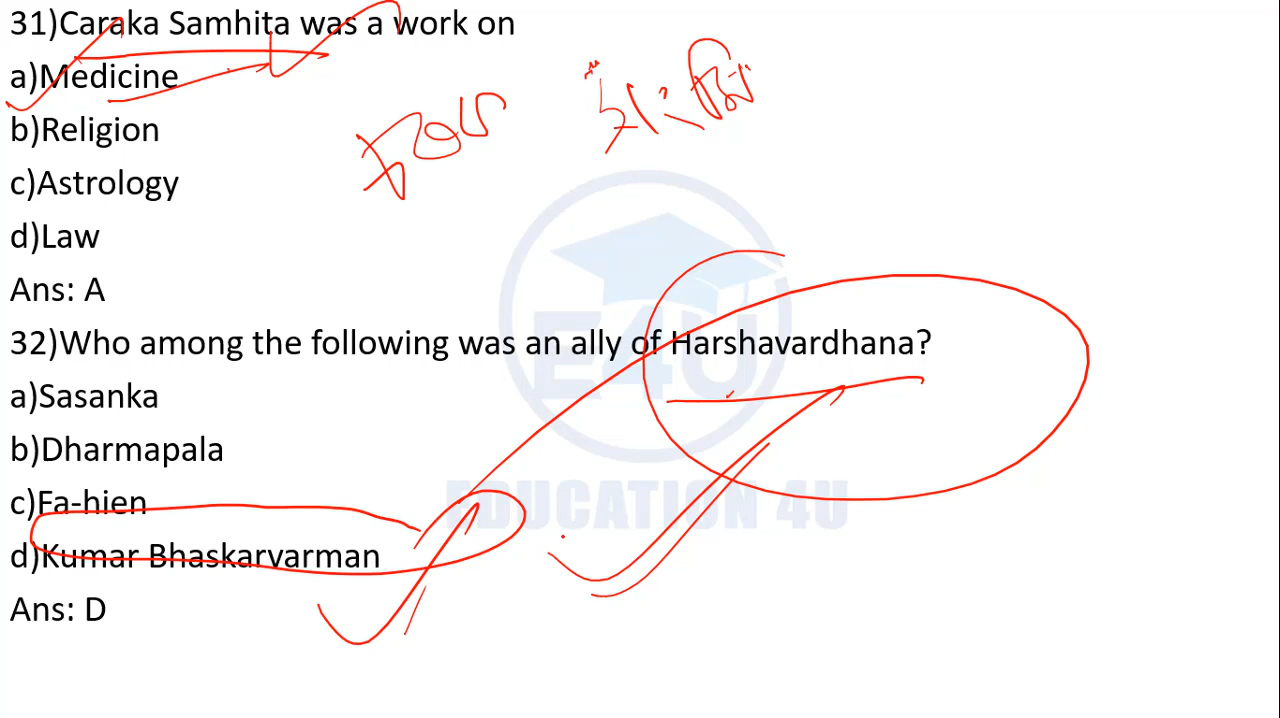 31)Caraka Samhita was a work on
a)Medicine
b)Religion
c)Astrology
d)Law
Ans: A
32)Who among the following was an ally of Harshavardhana?
a)Sasanka
b)Dharmapala
c)Fa-hien
d)Kumar Bhaskarvarman
Ans: D
E4U
EDUCATION 4U